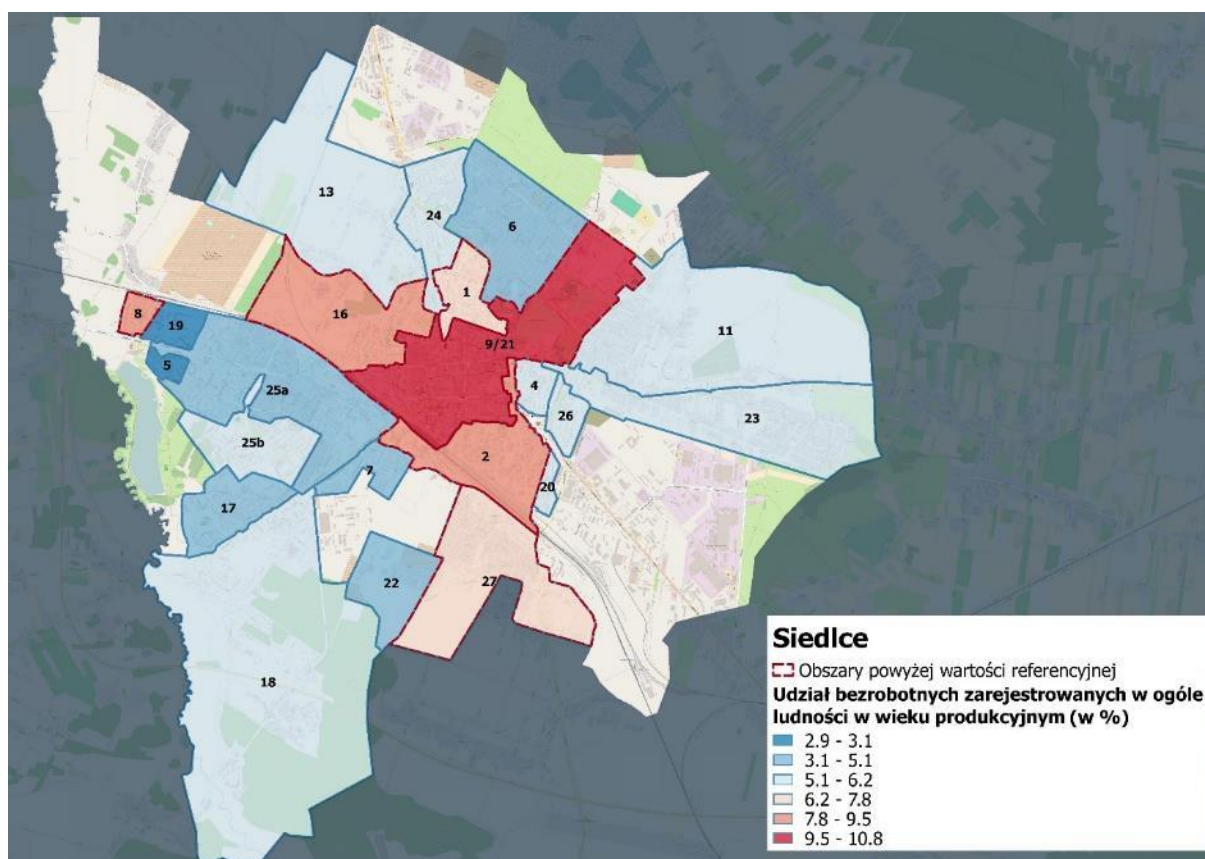 13
24
6
1
8
16
19
11
9/21
5
25a
4
26
23
25b
2
7
20
17
22
27
18
Siedlce
Obszary powyżej wartości referencyjnej
Udział bezrobotnych zarejestrowanych w ogóle
ludności w wieku produkcyjnym (w %)
2.9 - 3.1
3.1 - 5.1
5.1 - 6.2
6.2 - 7.8
7.8 - 9.5
9.5 - 10.8